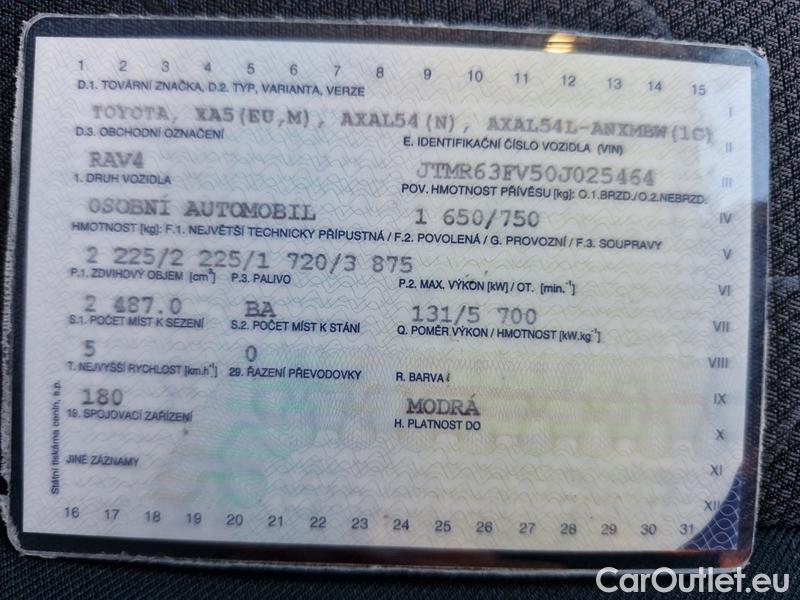 1 2 3 4 5 6 7 8 9 10 11 12 13 14 15
D.1. TOVÁRNÍ ZNAČKA, D.2. TYP, VARIANTA, VERZE
I
TOYOTA, XA5(EU,M), AXAL54(N), AXAL54L-ANXMBW(1C)
D.3. OBCHODNÍ OZNAČENÍ E. IDENTIFIKAČNÍ ČÍSLO VOZIDLA (VIN)
II
RAV4 JTMR63FV50J025464
III
1. DRUH VOZIDLA POV. HMOTNOST PŘÍVĚSU [kg]: O.1.BRZD./O.2.NEBRZD.
OSOBNÍ AUTOMOBIL 1 650/750
IV
HMOTNOST [kg]: F.1. NEJVĚTŠÍ TECHNICKY PŘÍPUSTNÁ / F.2. POVOLENÁ / G. PROVOZNÍ / F.3. SOUPRAVY
V
2 225/2 225/1 720/3 875
P.1. ZDVIHOVÝ OBJEM [cm³] P.3. PALIVO P.2. MAX. VÝKON [kW] / OT. [min.⁻¹]
VI
2 487.0 BA 131/5 700
S.1. POČET MÍST K SEZENÍ S.2. POČET MÍST K STÁNÍ Q. POMĚR VÝKON / HMOTNOST [kW.kg⁻¹]
VII
5 0
VIII
T. NEJVYŠŠÍ RYCHLOST [km.h⁻¹] 29. ŘAZENÍ PŘEVODOVKY R. BARVA
180 MODRÁ
IX
19. SPOJOVACÍ ZAŘÍZENÍ H. PLATNOST DO
X
JINÉ ZÁZNAMY
XI
XII
16 17 18 19 20 21 22 23 24 25 26 27 28 29 30 31
Státní tiskárna cenin, s.p.
CarOutlet.eu